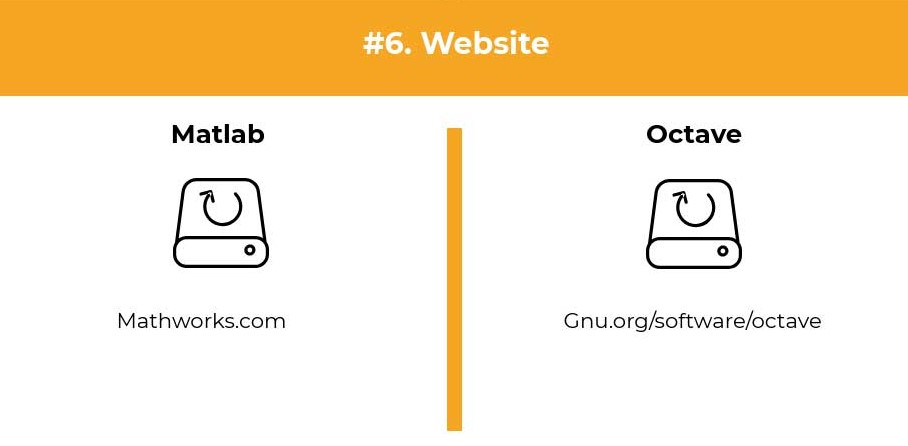 #6. Website
Matlab
Octave
Mathworks.com
Gnu.org/software/octave